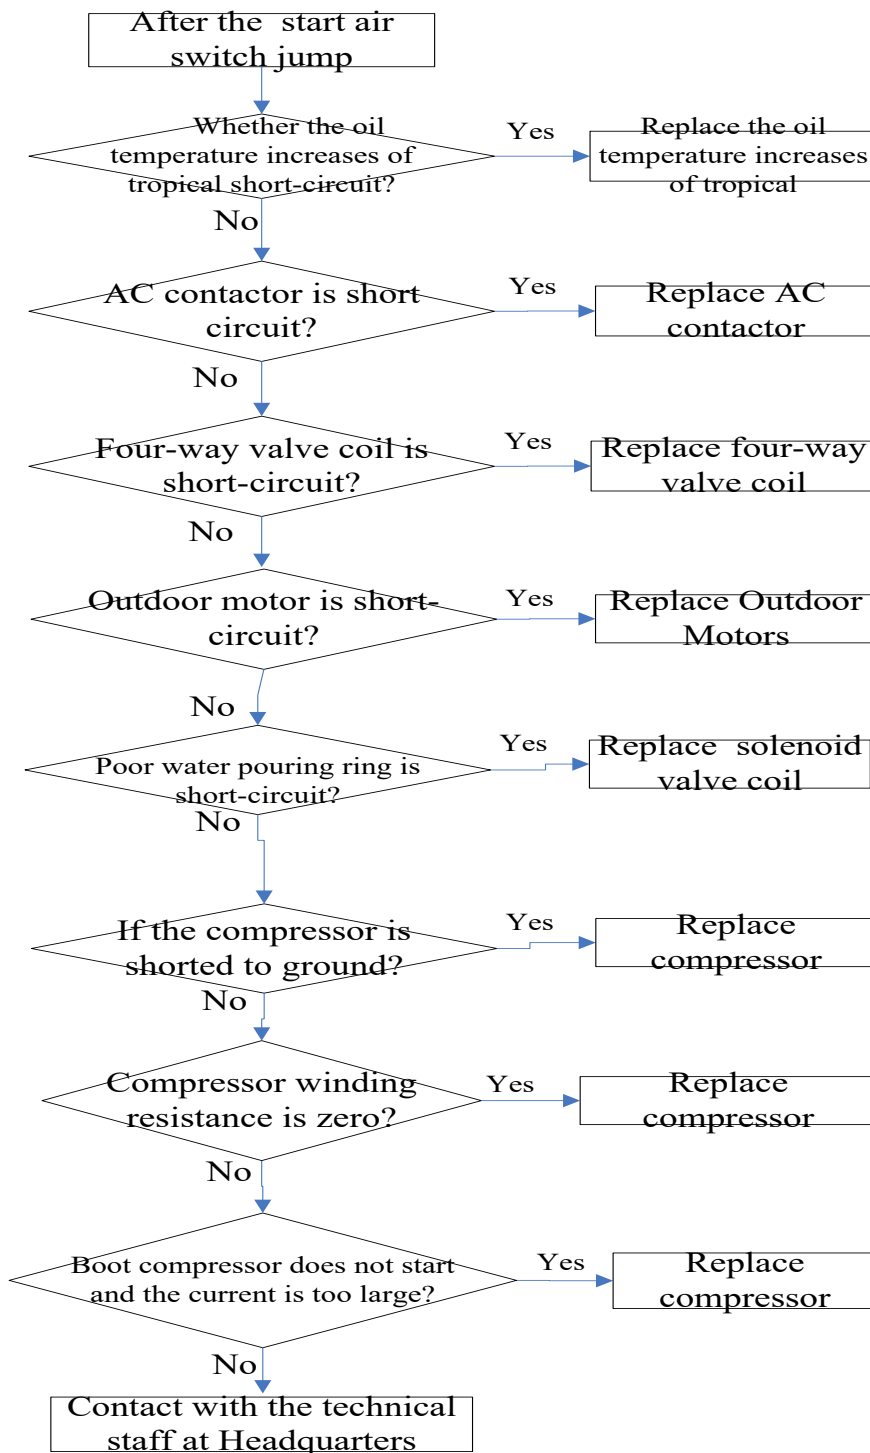 After the start air
switch jump
Whether the oil
temperature increases of
tropical short-circuit?
Yes
Replace the oil
temperature increases
of tropical
No
AC contactor is short
circuit?
Yes
Replace AC
contactor
No
Four-way valve coil is
short-circuit?
Yes
Replace four-way
valve coil
No
Outdoor motor is short-
circuit?
Yes
Replace Outdoor
Motors
No
Poor water pouring ring is
short-circuit?
Yes
Replace solenoid
valve coil
No
If the compressor is
shorted to ground?
Yes
Replace
compressor
No
Compressor winding
resistance is zero?
Yes
Replace
compressor
No
Boot compressor does not start
and the current is too large?
Yes
Replace
compressor
No
Contact with the technical
staff at Headquarters